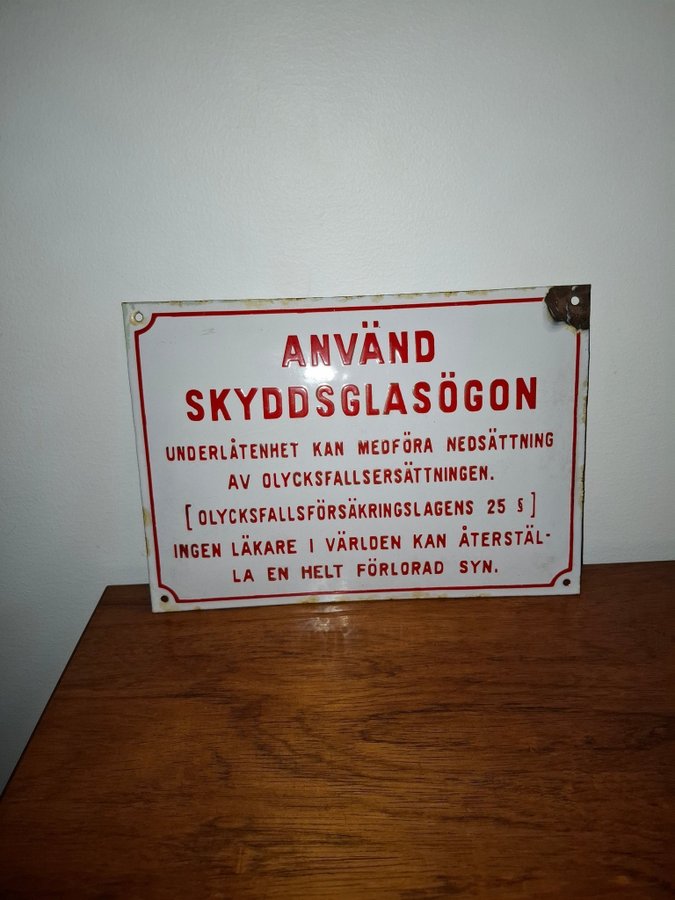 ANVÄND
SKYDDSGLASÖGON
UNDERLÅTENHET KAN MEDFÖRA NEDSÄTTNING
AV OLYCKSFALLSERSÄTTNINGEN.
[OLYCKSFALLSFÖRSÄKRINGSLAGENS 25 §]
INGEN LÄKARE I VÄRLDEN KAN ÅTERSTÄL-
LA EN HELT FÖRLORAD SYN.